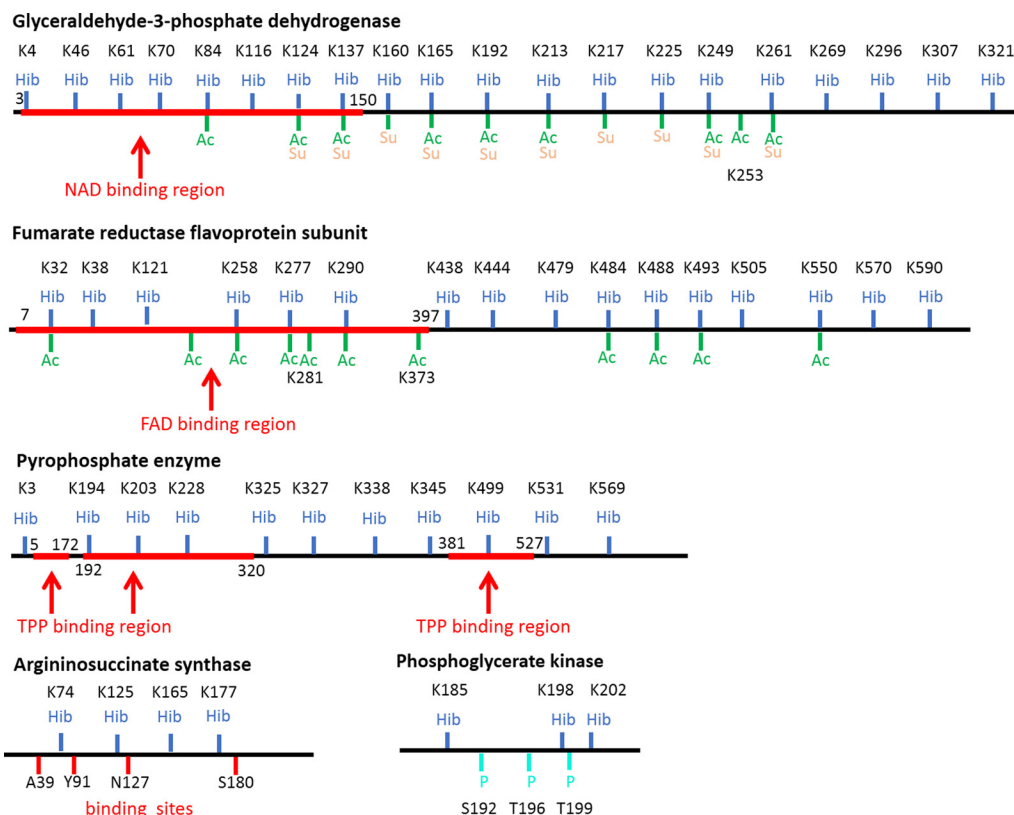 Glyceraldehyde-3-phosphate dehydrogenase
K4 K46 K61 K70 K84 K116 K124 K137 K160 K165 K192 K213 K217 K225 K249 K261 K269 K296 K307 K321
Hib Hib Hib Hib Hib Hib Hib Hib Hib Hib Hib Hib Hib Hib Hib Hib Hib Hib Hib Hib
3 150
Ac Ac Ac Su Ac Ac Ac Su Su Ac Ac Ac
Su Su Su Su Su Su Su
K253
NAD binding region
Fumarate reductase flavoprotein subunit
K32 K38 K121 K258 K277 K290 K438 K444 K479 K484 K488 K493 K505 K550 K570 K590
Hib Hib Hib Hib Hib Hib Hib Hib Hib Hib Hib Hib Hib Hib Hib Hib
7 397
Ac Ac Ac Ac Ac Ac Ac Ac Ac Ac Ac
K281 K373
FAD binding region
Pyrophosphate enzyme
K3 K194 K203 K228 K325 K327 K338 K345 K499 K531 K569
Hib Hib Hib Hib Hib Hib Hib Hib Hib Hib Hib
5 172 381 527
192 320
TPP binding region TPP binding region
Argininosuccinate synthase
K74 K125 K165 K177
Hib Hib Hib Hib
A39 Y91 N127 S180
binding sites
Phosphoglycerate kinase
K185 K198 K202
Hib Hib Hib
P P P
S192 T196 T199